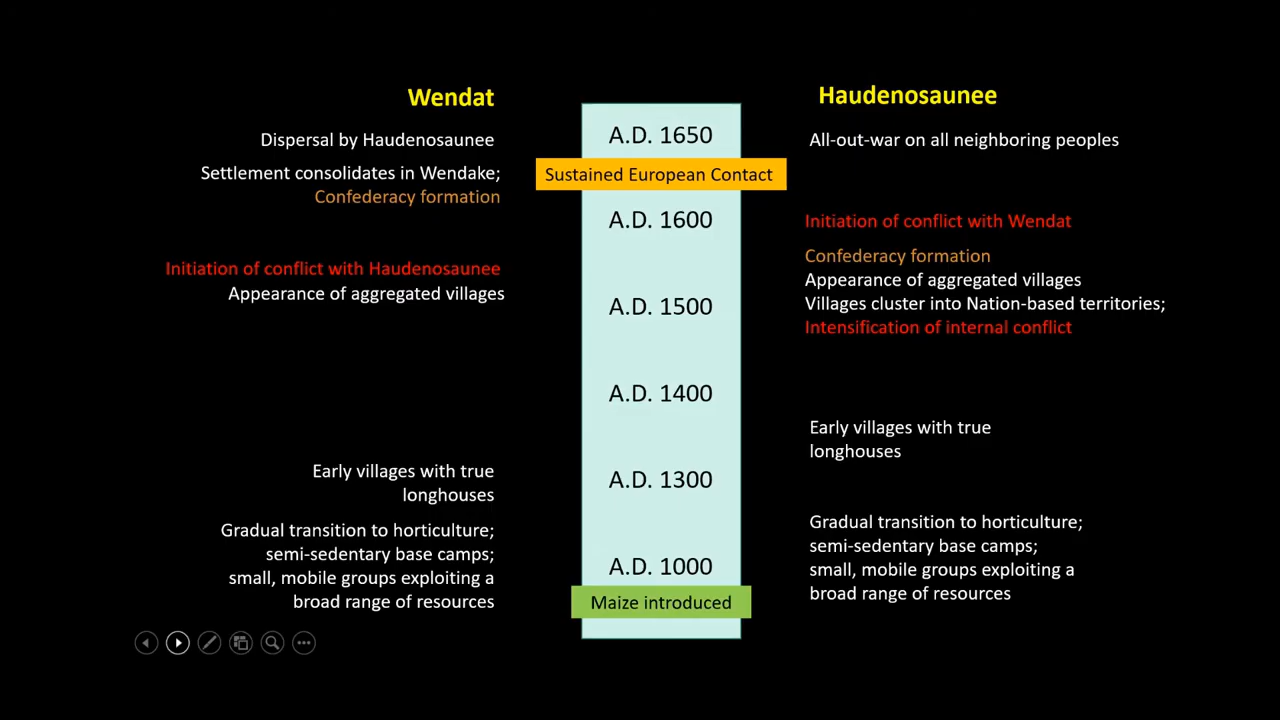 Wendat
Dispersal by Haudenosaunee
Settlement consolidates in Wendake;
Confederacy formation
Initiation of conflict with Haudenosaunee
Appearance of aggregated villages
Early villages with true
longhouses
Gradual transition to horticulture;
semi-sedentary base camps;
small, mobile groups exploiting a
broad range of resources
A.D. 1650
Sustained European Contact
A.D. 1600
A.D. 1500
A.D. 1400
A.D. 1300
A.D. 1000
Maize introduced
Haudenosaunee
All-out-war on all neighboring peoples
Initiation of conflict with Wendat
Confederacy formation
Appearance of aggregated villages
Villages cluster into Nation-based territories;
Intensification of internal conflict
Early villages with true
longhouses
Gradual transition to horticulture;
semi-sedentary base camps;
small, mobile groups exploiting a
broad range of resources